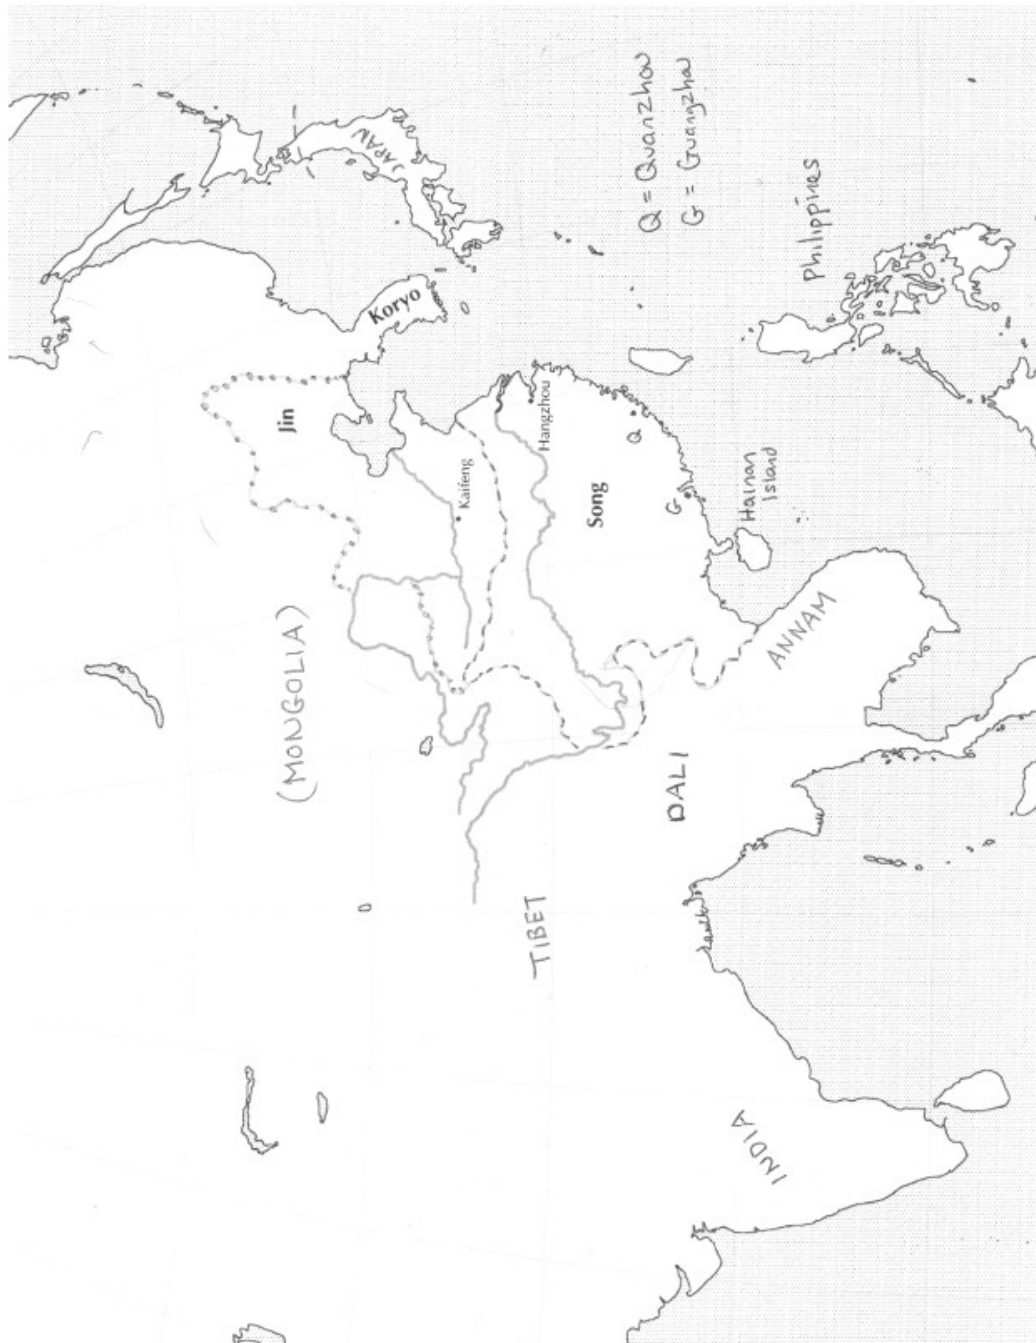 (MONGOLIA)
Jin
JAPAN
Koryo
Kaifeng
TIBET
Hangzhou
Song
Q
Q = Quanzhou
G = Guangzhou
G
DALI
Hainan
Island
INDIA
ANNAM
Philippines